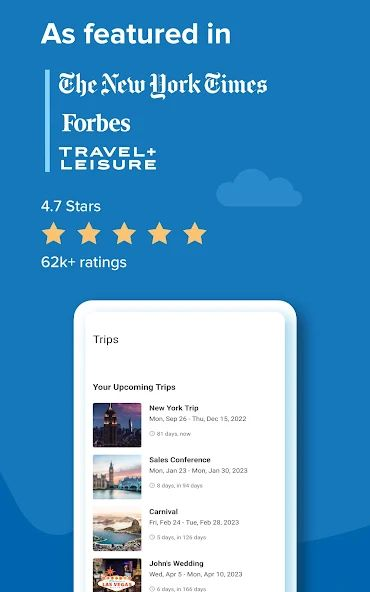 As featured in
The New York Times
Forbes
TRAVEL+
LEISURE
4.7 Stars
62k+ ratings
Trips
Your Upcoming Trips
New York Trip
Mon, Sep 26 - Thu, Dec 15, 2022
81 days, now
Sales Conference
Mon, Jan 23 - Mon, Jan 30, 2023
8 days, in 94 days
Carnival
Fri, Feb 24 - Tue, Feb 28, 2023
5 days, in 126 days
John's Wedding
Wed, Apr 5 - Mon, Apr 10, 2023
LAS VEGAS
6 days, in 166 days